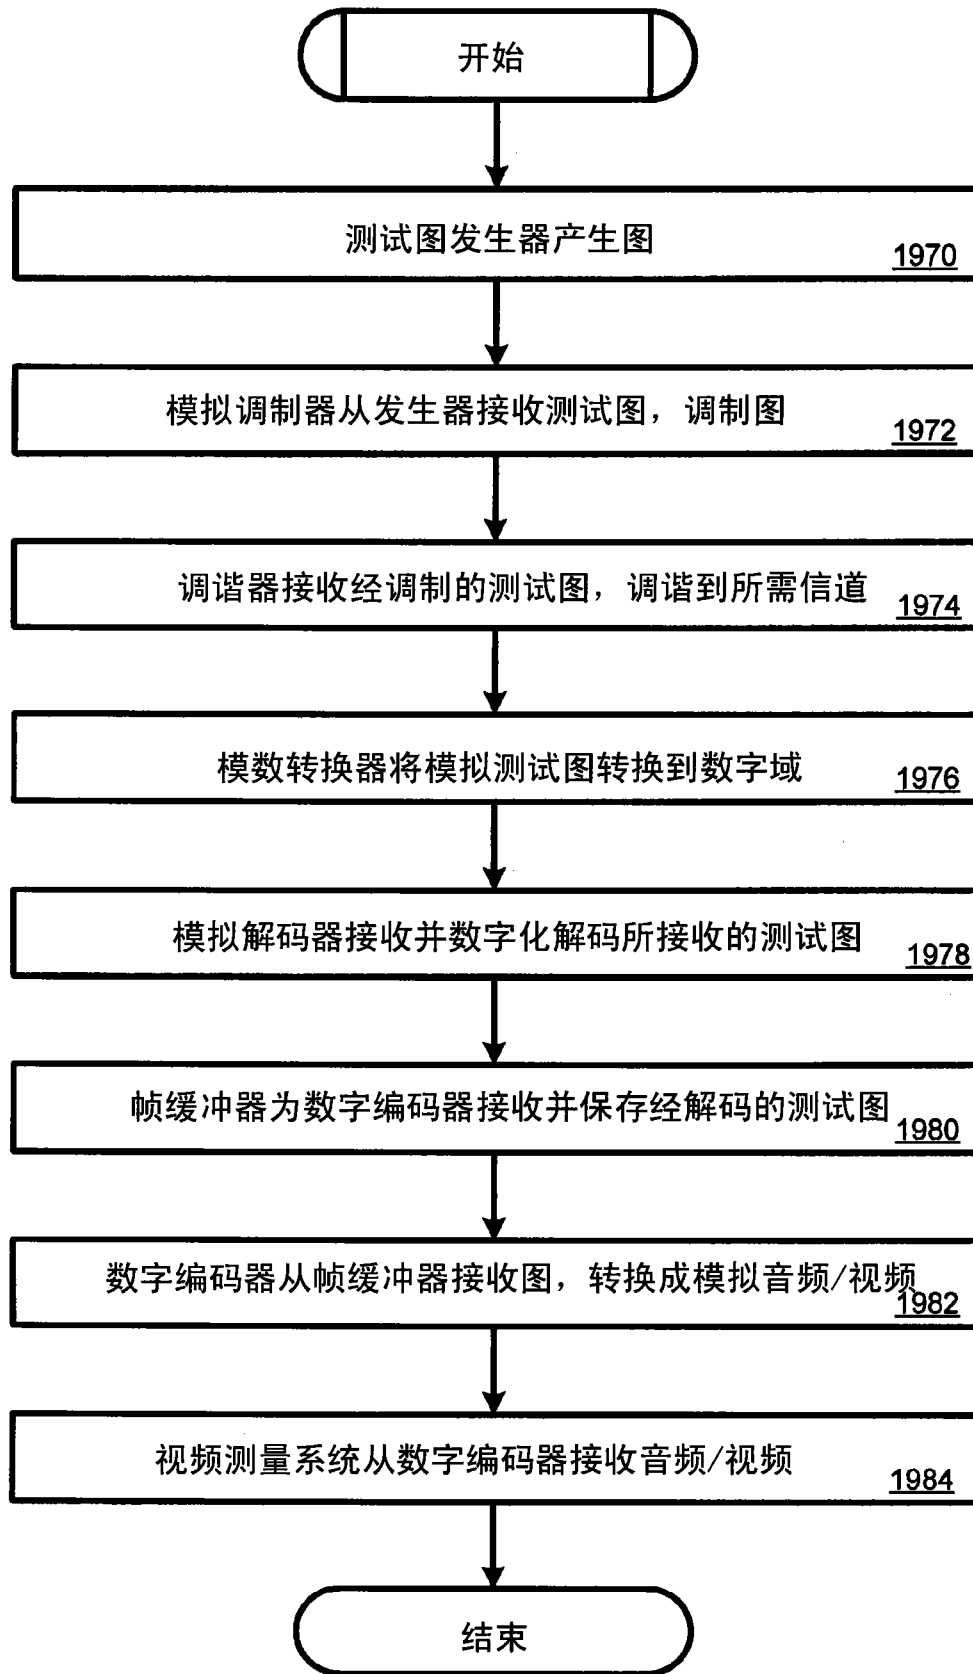 开始
测试图发生器产生图
1970
模拟调制器从发生器接收测试图，调制图
1972
调谐器接收经调制的测试图，调谐到所需信道
1974
模数转换器将模拟测试图转换到数字域
1976
模拟解码器接收并数字化解码所接收的测试图
1978
帧缓冲器为数字编码器接收并保存经解码的测试图
1980
数字编码器从帧缓冲器接收图，转换成模拟音频/视频
1982
视频测量系统从数字编码器接收音频/视频
1984
结束